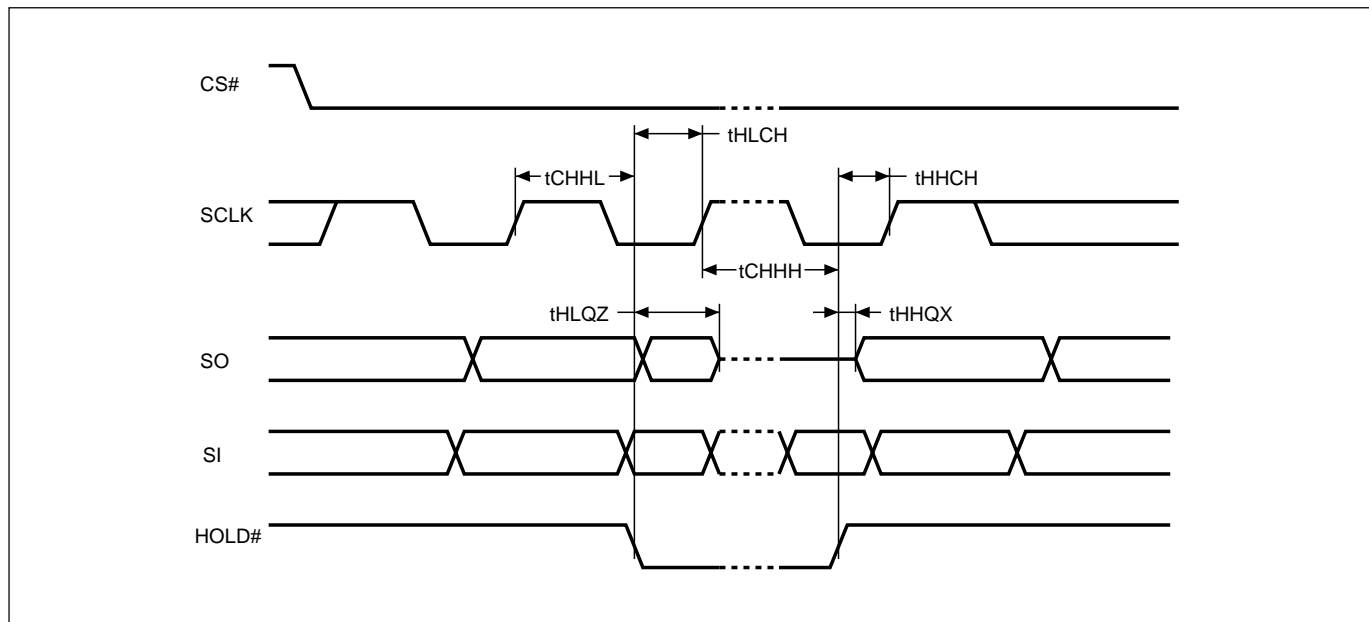 CS#
tHLCH
tCHHL
tHHCH
SCLK
tCHHH
tHLQZ
tHHQX
SO
SI
HOLD#